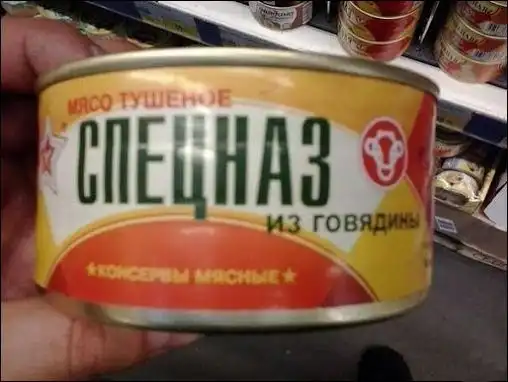 МЯСО ТУШЕНОЕ
СПЕЦНАЗ
ИЗ ГОВЯДИНЫ
★КОНСЕРВЫ МЯСНЫЕ★